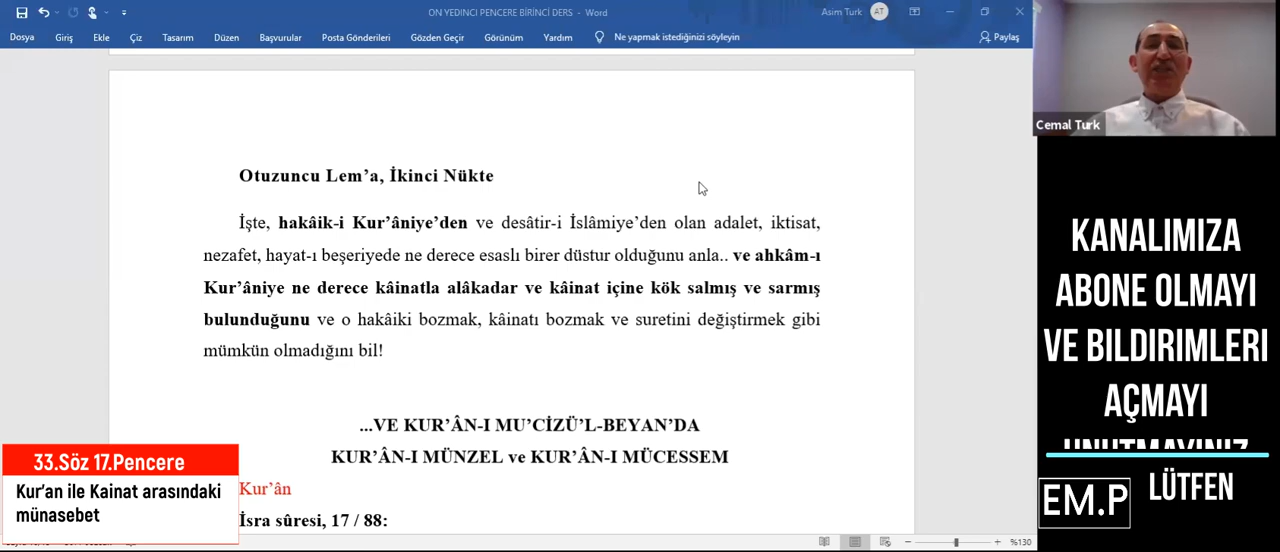 ON YEDINCI PENCERE BİRİNCİ DERS - Word
Asim Turk
AT
Dosya Giriş Ekle Çiz Tasarım Düzen Başvurular Posta Gönderileri Gözden Geçir Görünüm Yardım Ne yapmak istediğinizi söyleyin Paylaş
Cemal Turk
Otuzuncu Lem’a, İkinci Nükte
İşte, hakâik-i Kur’âniye’den ve desâtir-i İslâmiye’den olan adalet, iktisat,
nezafet, hayat-ı beşeriyede ne derece esaslı birer düstur olduğunu anla.. ve ahkâm-ı
Kur’âniye ne derece kâinatla alâkadar ve kâinat içine kök salmış ve sarmış
bulunduğunu ve o hakâiki bozmak, kâinatı bozmak ve suretini değiştirmek gibi
mümkün olmadığını bil!
...VE KUR’ÂN-I MU’CİZÜ’L-BEYAN’DA
KUR’ÂN-I MÜNZEL ve KUR’ÂN-I MÜCESSEM
Kur’ân
İsra sûresi, 17 / 88:
33.Söz 17.Pencere
Kur’an ile Kainat arasındaki
münasebet
KANALIMIZA
ABONE OLMAYI
VE BILDIRIMLERI
AÇMAYI
UNUTMAYINIZ
LÜTFEN
EM.P
%130